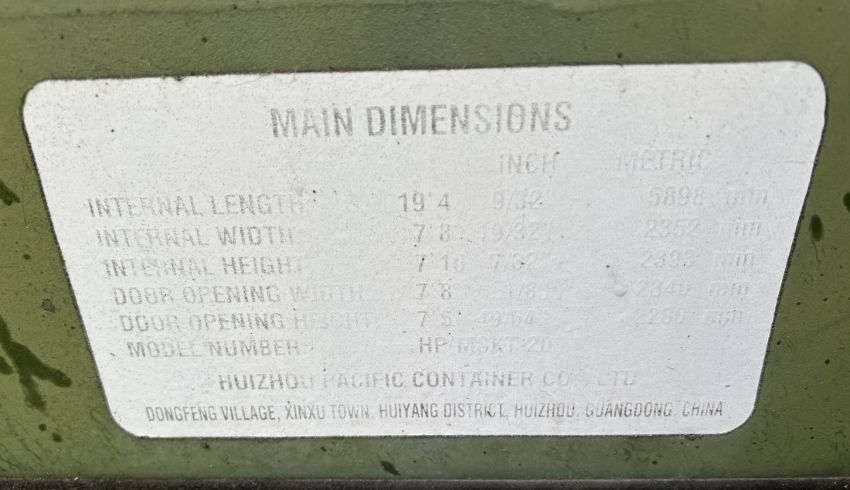 MAIN DIMENSIONS
INCH METRIC
INTERNAL LENGTH 19'4 9/32" 5898 mm
INTERNAL WIDTH 7'8 19/32" 2352 mm
INTERNAL HEIGHT 7'10 7/32" 2393 mm
DOOR OPENING WIDTH 7'8 1/8" 2340 mm
DOOR OPENING HEIGHT 7'5 49/64" 2280 mm
MODEL NUMBER HP-MSKT-20
HUIZHOU PACIFIC CONTAINER CO., LTD
DONGFENG VILLAGE, XINXU TOWN, HUIYANG DISTRICT, HUIZHOU, GUANGDONG, CHINA